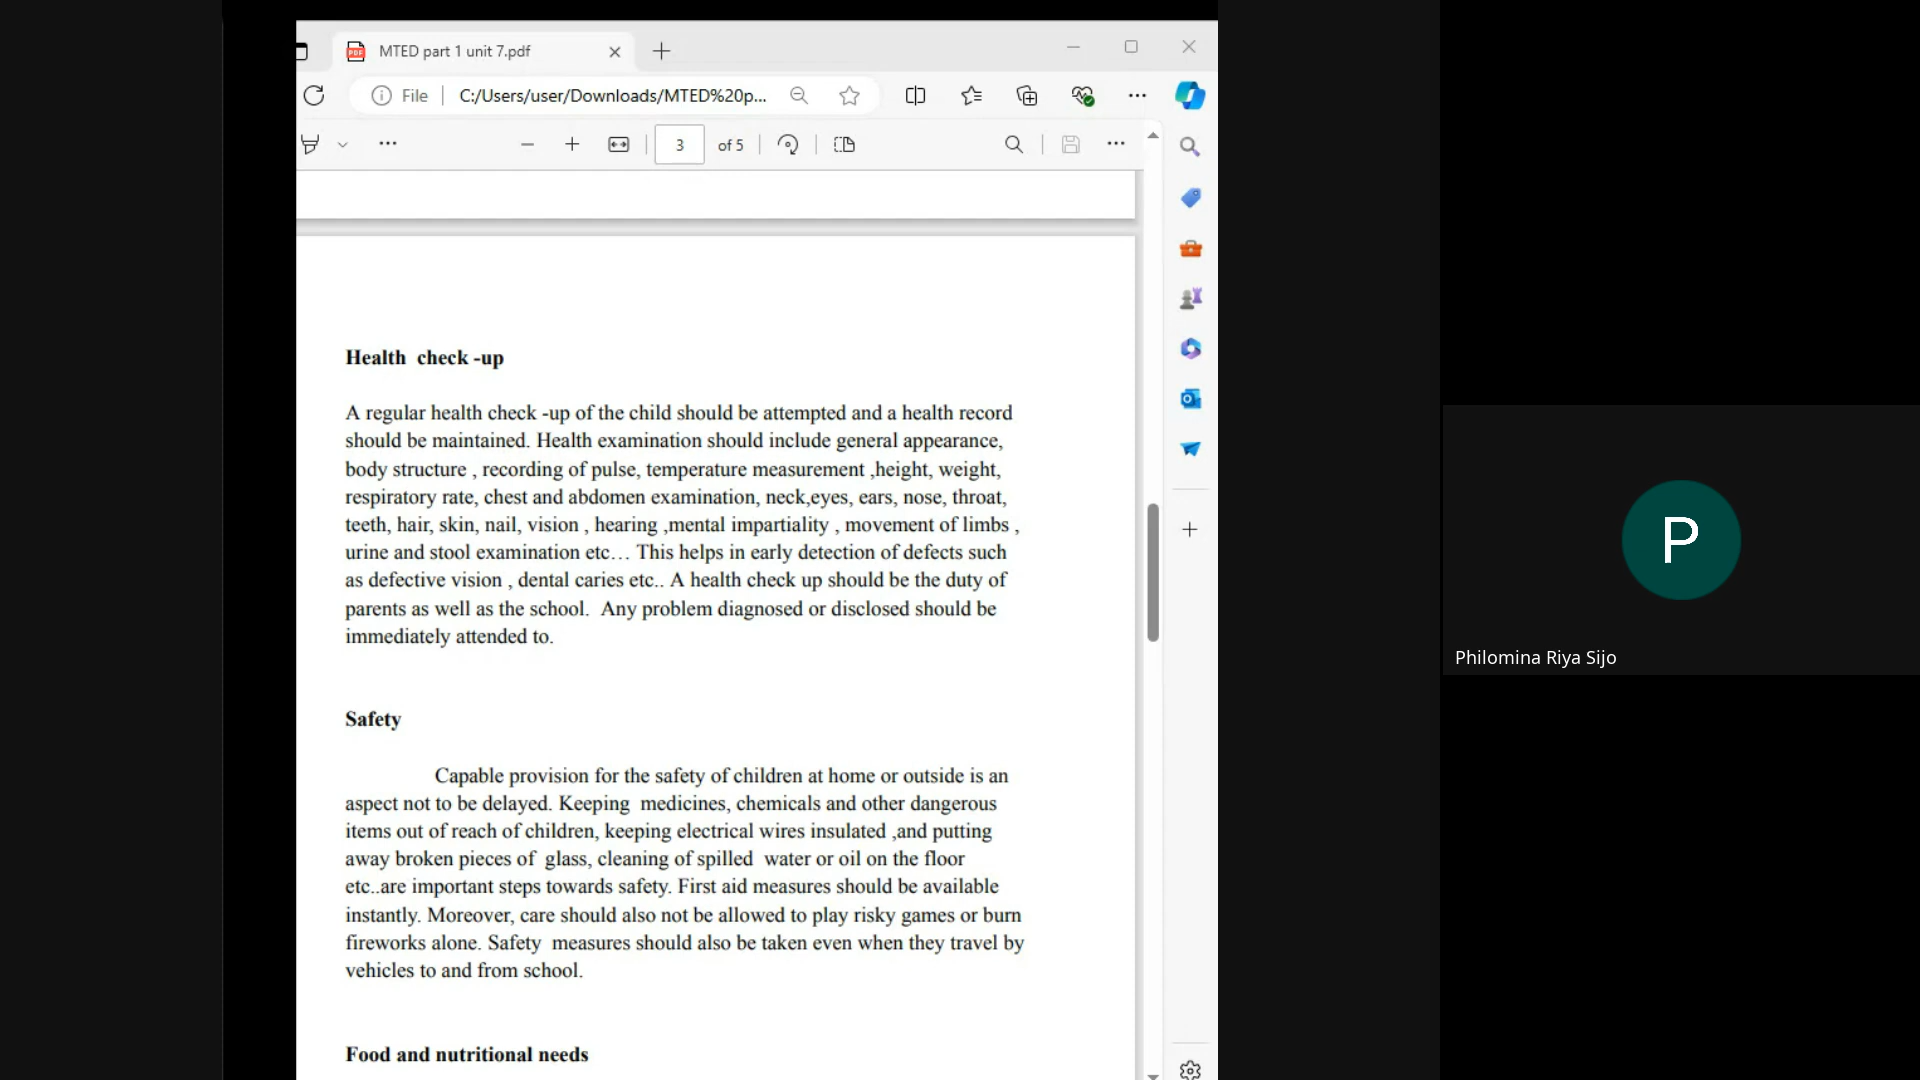 MTED part 1 unit 7.pdf
File
C:/Users/user/Downloads/MTED%20p...
3 of 5
Health check -up
A regular health check -up of the child should be attempted and a health record
should be maintained. Health examination should include general appearance,
body structure , recording of pulse, temperature measurement ,height, weight,
respiratory rate, chest and abdomen examination, neck,eyes, ears, nose, throat,
teeth, hair, skin, nail, vision , hearing ,mental impartiality , movement of limbs ,
urine and stool examination etc… This helps in early detection of defects such
as defective vision , dental caries etc.. A health check up should be the duty of
parents as well as the school. Any problem diagnosed or disclosed should be
immediately attended to.
Safety
Capable provision for the safety of children at home or outside is an
aspect not to be delayed. Keeping medicines, chemicals and other dangerous
items out of reach of children, keeping electrical wires insulated ,and putting
away broken pieces of glass, cleaning of spilled water or oil on the floor
etc..are important steps towards safety. First aid measures should be available
instantly. Moreover, care should also not be allowed to play risky games or burn
fireworks alone. Safety measures should also be taken even when they travel by
vehicles to and from school.
Food and nutritional needs
P
Philomina Riya Sijo